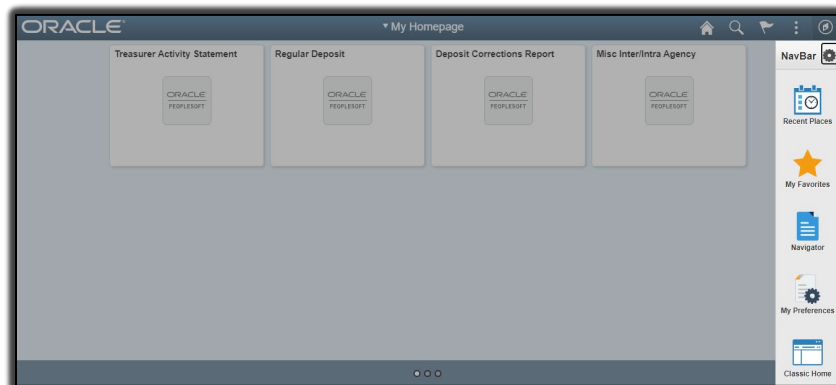 ORACLE
My Homepage
Treasurer Activity Statement
Regular Deposit
Deposit Corrections Report
Misc Inter/Intra Agency
ORACLE
PEOPLESOFT
ORACLE
PEOPLESOFT
ORACLE
PEOPLESOFT
ORACLE
PEOPLESOFT
NavBar
Recent Places
My Favorites
Navigator
My Preferences
Classic Home